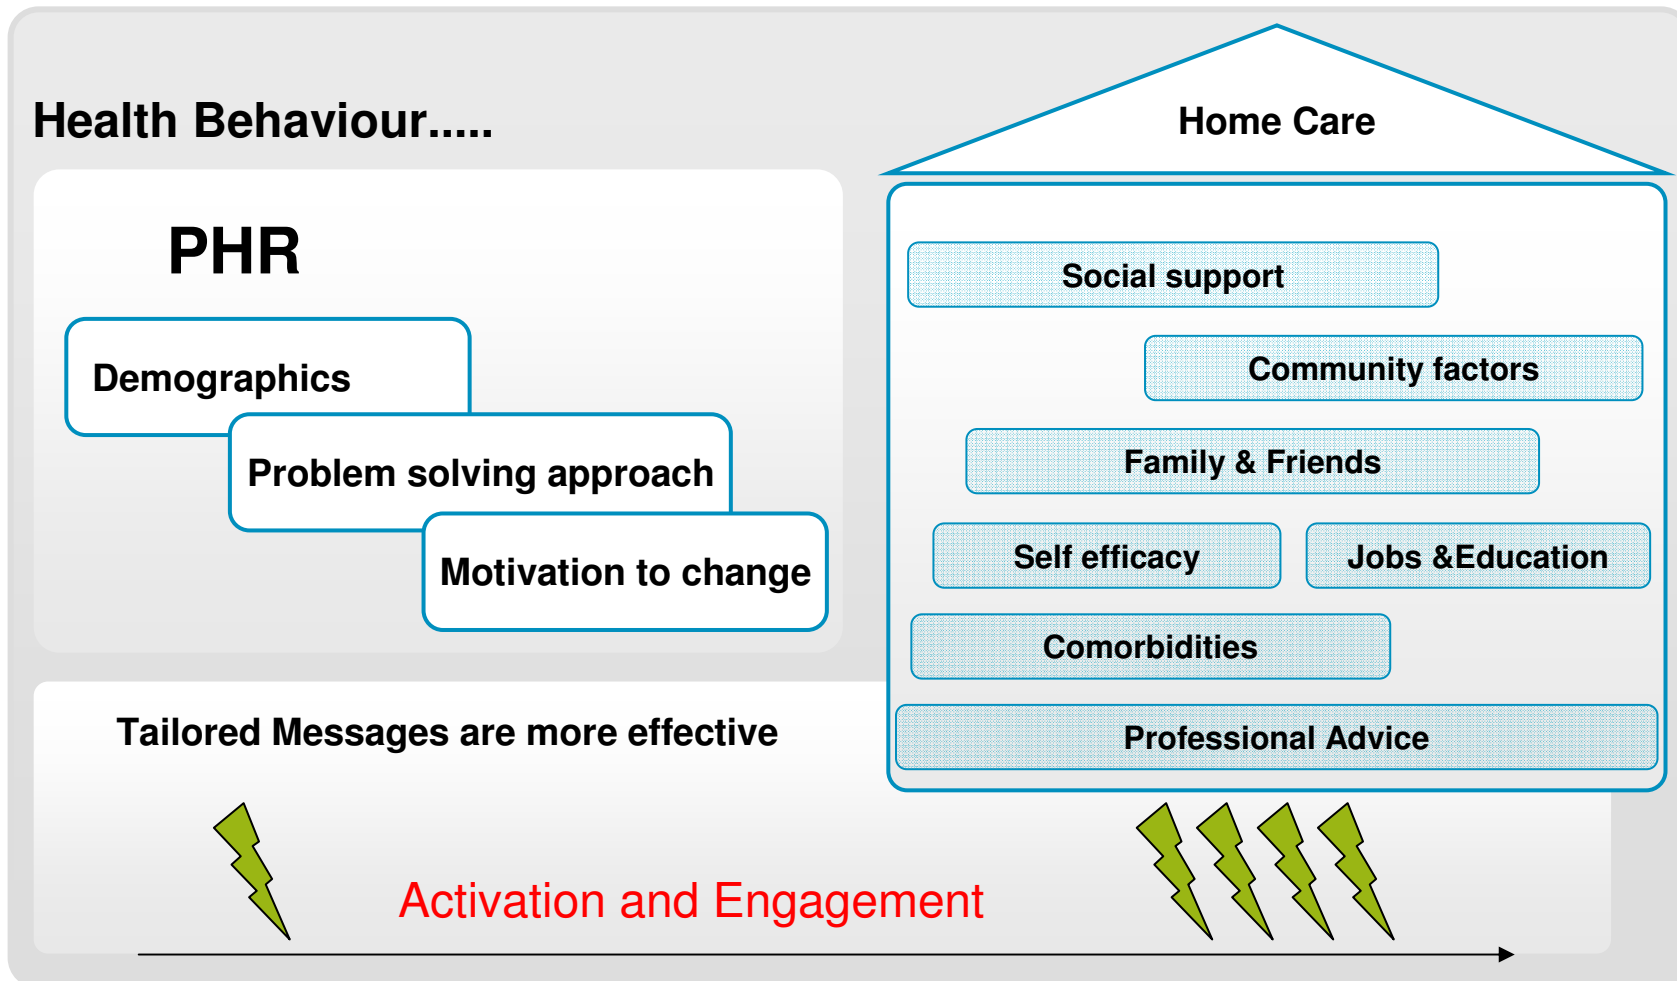 Health Behaviour.....
PHR
Demographics
Problem solving approach
Motivation to change
Home Care
Social support
Community factors
Family & Friends
Self efficacy
Jobs &Education
Comorbidities
Professional Advice
Tailored Messages are more effective
Activation and Engagement